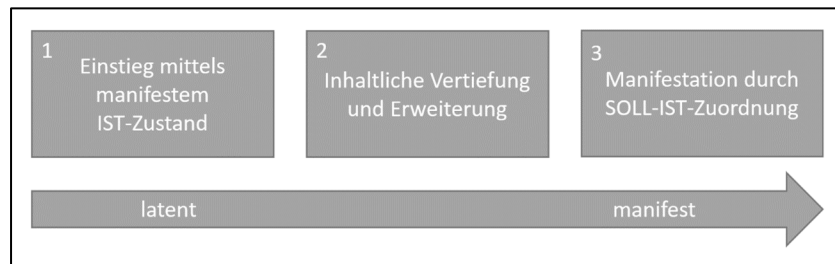 1
Einstieg mittels
manifestem
IST-Zustand
2
Inhaltliche Vertiefung
und Erweiterung
3
Manifestation durch
SOLL-IST-Zuordnung
latent
manifest